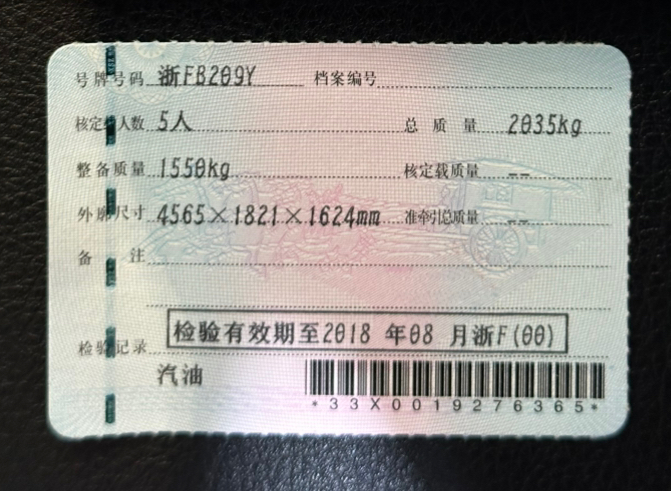 号牌号码 浙FB209Y 档案编号
核定载人数 5人 总质量 2035kg
整备质量 1550kg 核定载质量 --
外廓尺寸 4565×1821×1624mm 准牵引总质量 --
备注
检验有效期至2018 年08 月浙F(00)
检验记录
汽油
*33X0019276365*